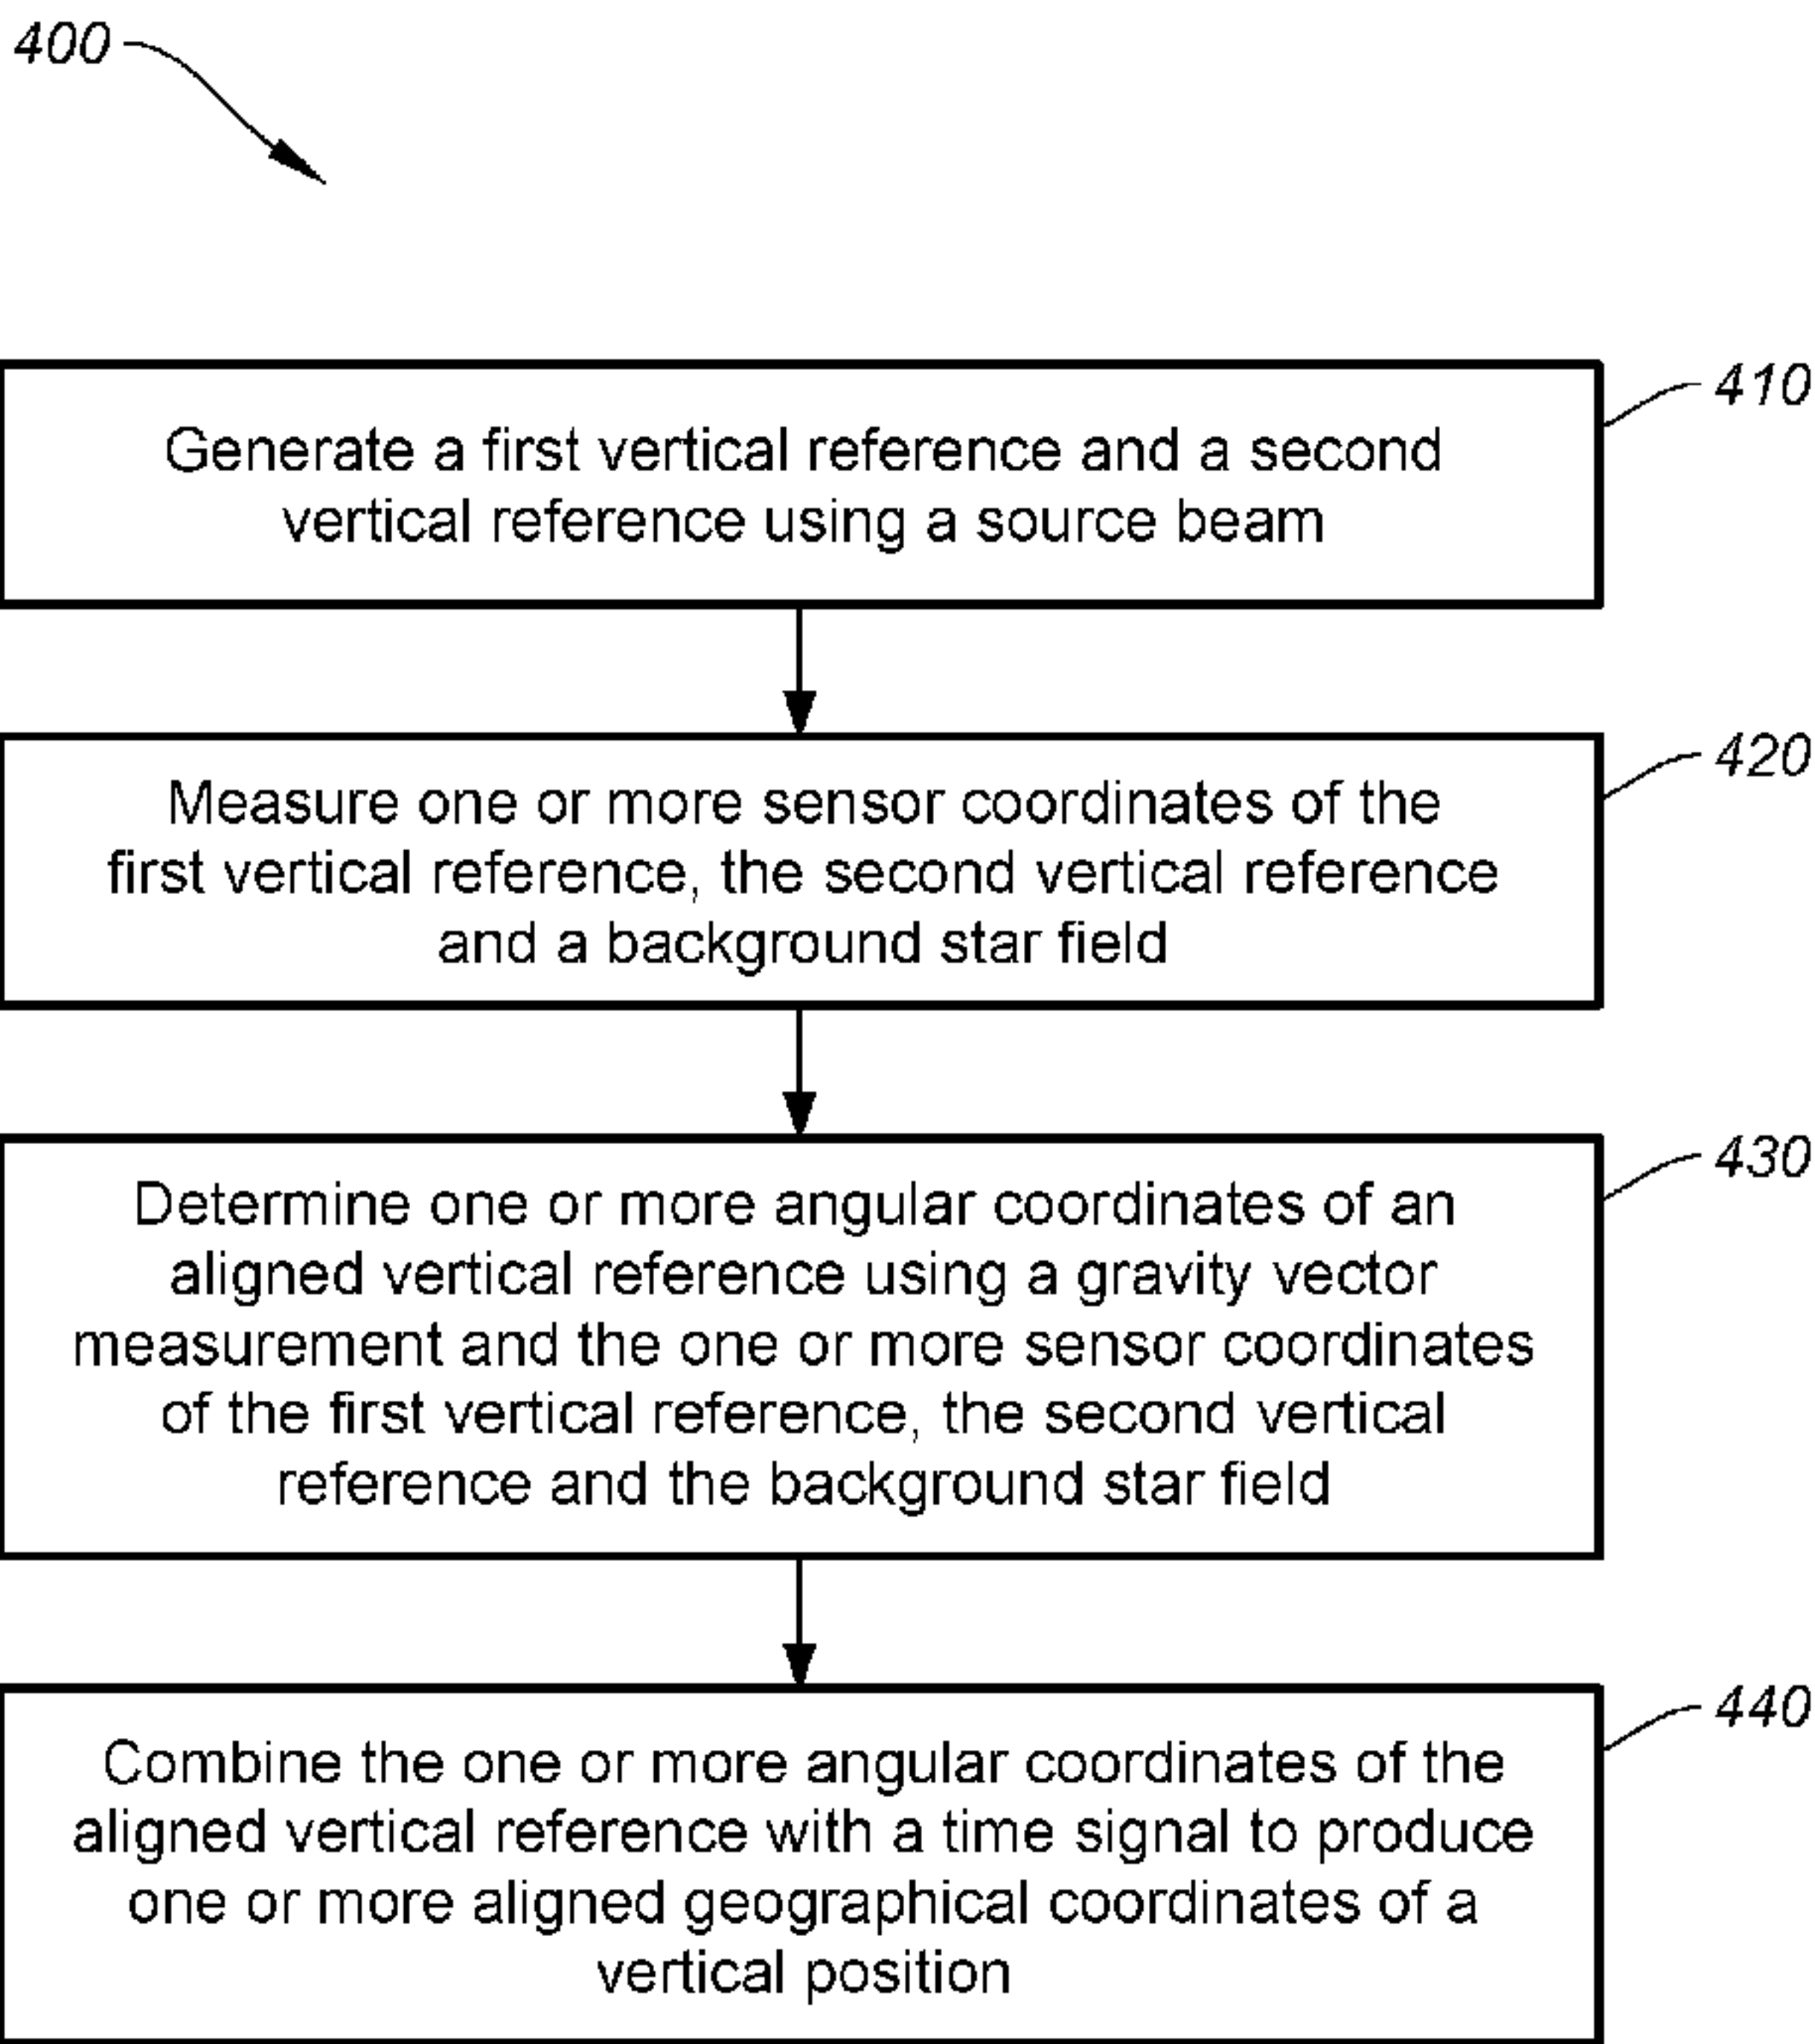 400
410
Generate a first vertical reference and a second
vertical reference using a source beam
420
Measure one or more sensor coordinates of the
first vertical reference, the second vertical reference
and a background star field
430
Determine one or more angular coordinates of an
aligned vertical reference using a gravity vector
measurement and the one or more sensor coordinates
of the first vertical reference, the second vertical
reference and the background star field
440
Combine the one or more angular coordinates of the
aligned vertical reference with a time signal to produce
one or more aligned geographical coordinates of a
vertical position